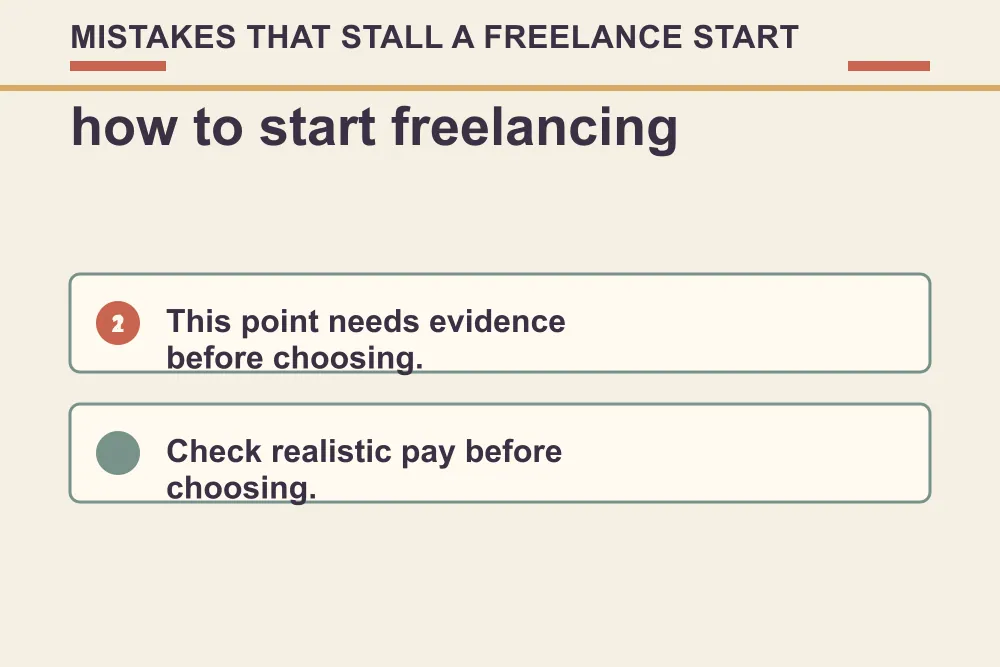 MISTAKES THAT STALL A FREELANCE START
how to start freelancing
2
This point needs evidence
before choosing.
Check realistic pay before
choosing.